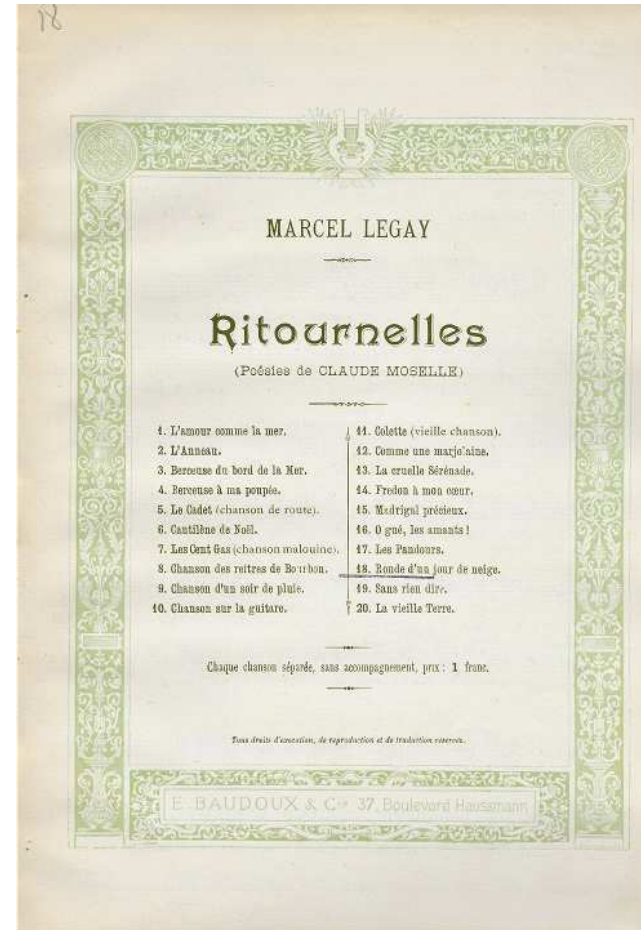 18
MARCEL LEGAY
Ritournelles
(Poésies de CLAUDE MOSELLE)
1. L'amour comme la mer.
2. L'Anneau.
3. Berceuse du bord de la Mer.
4. Berceuse à ma poupée.
5. Le Cadet (chanson de route).
6. Cantilène de Noël.
7. Les Cent Gas (chanson malouine).
8. Chanson des reitres de Bourbon.
9. Chanson d'un soir de pluie.
10. Chanson sur la guitare.
11. Colette (vieille chanson).
12. Comme une marjolaine.
13. La cruelle Sérénade.
14. Fredon à mon cœur.
15. Madrigal précieux.
16. O gué, les amants !
17. Les Pandours.
18. Ronde d'un jour de neige.
19. Sans rien dire.
20. La vieille Terre.
Chaque chanson séparée, sans accompagnement, prix : 1 franc.
Tous droits d'exécution, de reproduction et de traduction réservés.
E. BAUDOUX & Cie 37, Boulevard Haussmann